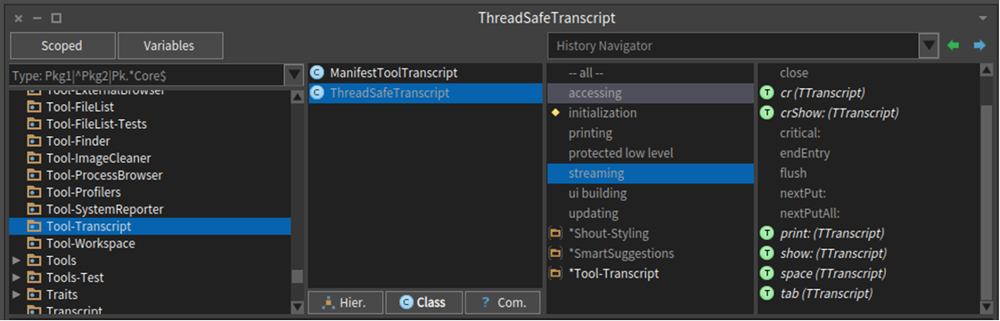 ThreadSafeTranscript
Scoped
Variables
History Navigator
Type: Pkg1|^Pkg2|Pk.*Core$
Tool-ExternalBrowser
Tool-FileList
Tool-FileList-Tests
Tool-Finder
Tool-ImageCleaner
Tool-ProcessBrowser
Tool-Profilers
Tool-SystemReporter
Tool-Transcript
Tool-Workspace
Tools
Tools-Test
Traits
Transcript
C ManifestToolTranscript
C ThreadSafeTranscript
Hier.
C Class
? Com.
-- all --
accessing
initialization
printing
protected low level
streaming
ui building
updating
*Shout-Styling
*SmartSuggestions
*Tool-Transcript
close
T cr (TTranscript)
T crShow: (TTranscript)
critical:
endEntry
flush
nextPut:
nextPutAll:
T print: (TTranscript)
T show: (TTranscript)
T space (TTranscript)
T tab (TTranscript)